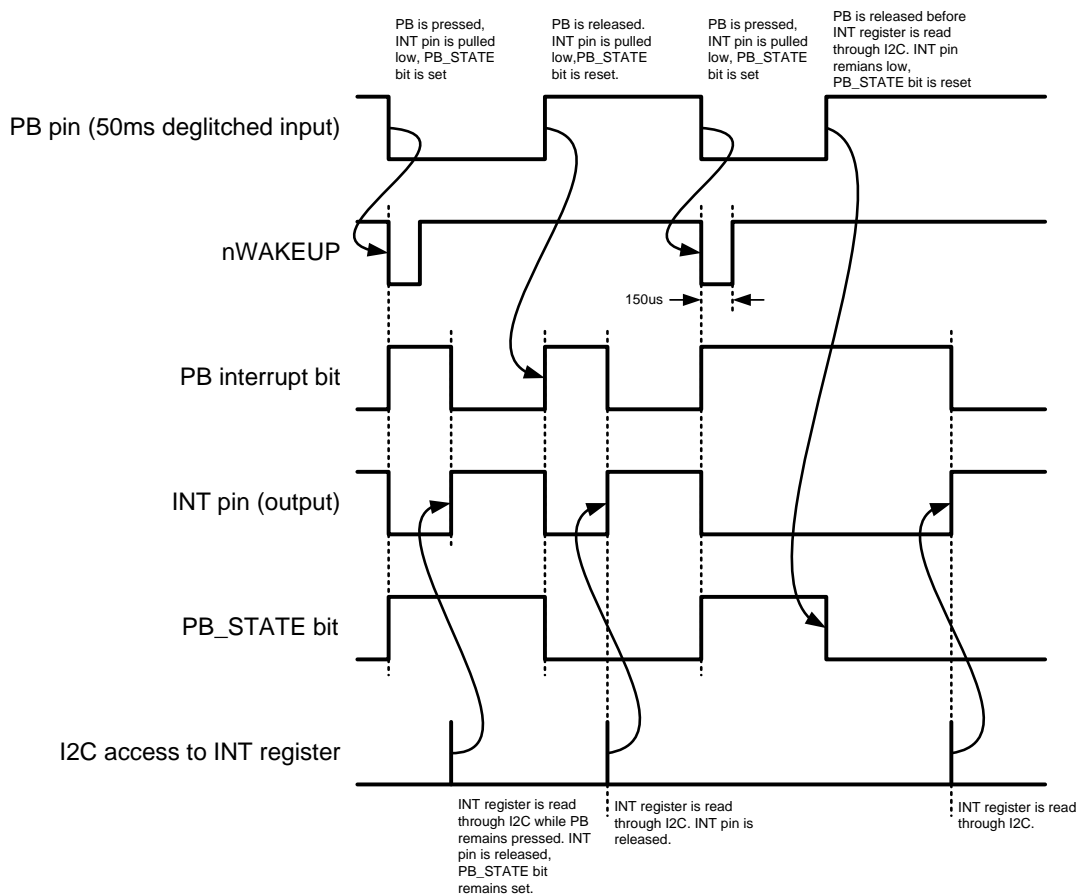 PB is pressed,
INT pin is pulled
low, PB_STATE
bit is set
PB is released.
INT pin is pulled
low,PB_STATE
bit is reset.
PB is pressed,
INT pin is pulled
low, PB_STATE
bit is set
PB is released before
INT register is read
through I2C. INT pin
remians low,
PB_STATE bit is reset
PB pin (50ms deglitched input)
nWAKEUP
150us
PB interrupt bit
INT pin (output)
PB_STATE bit
I2C access to INT register
INT register is read
through I2C while PB
remains pressed. INT
pin is released,
PB_STATE bit
remains set.
INT register is read
through I2C. INT pin is
released.
INT register is read
through I2C.